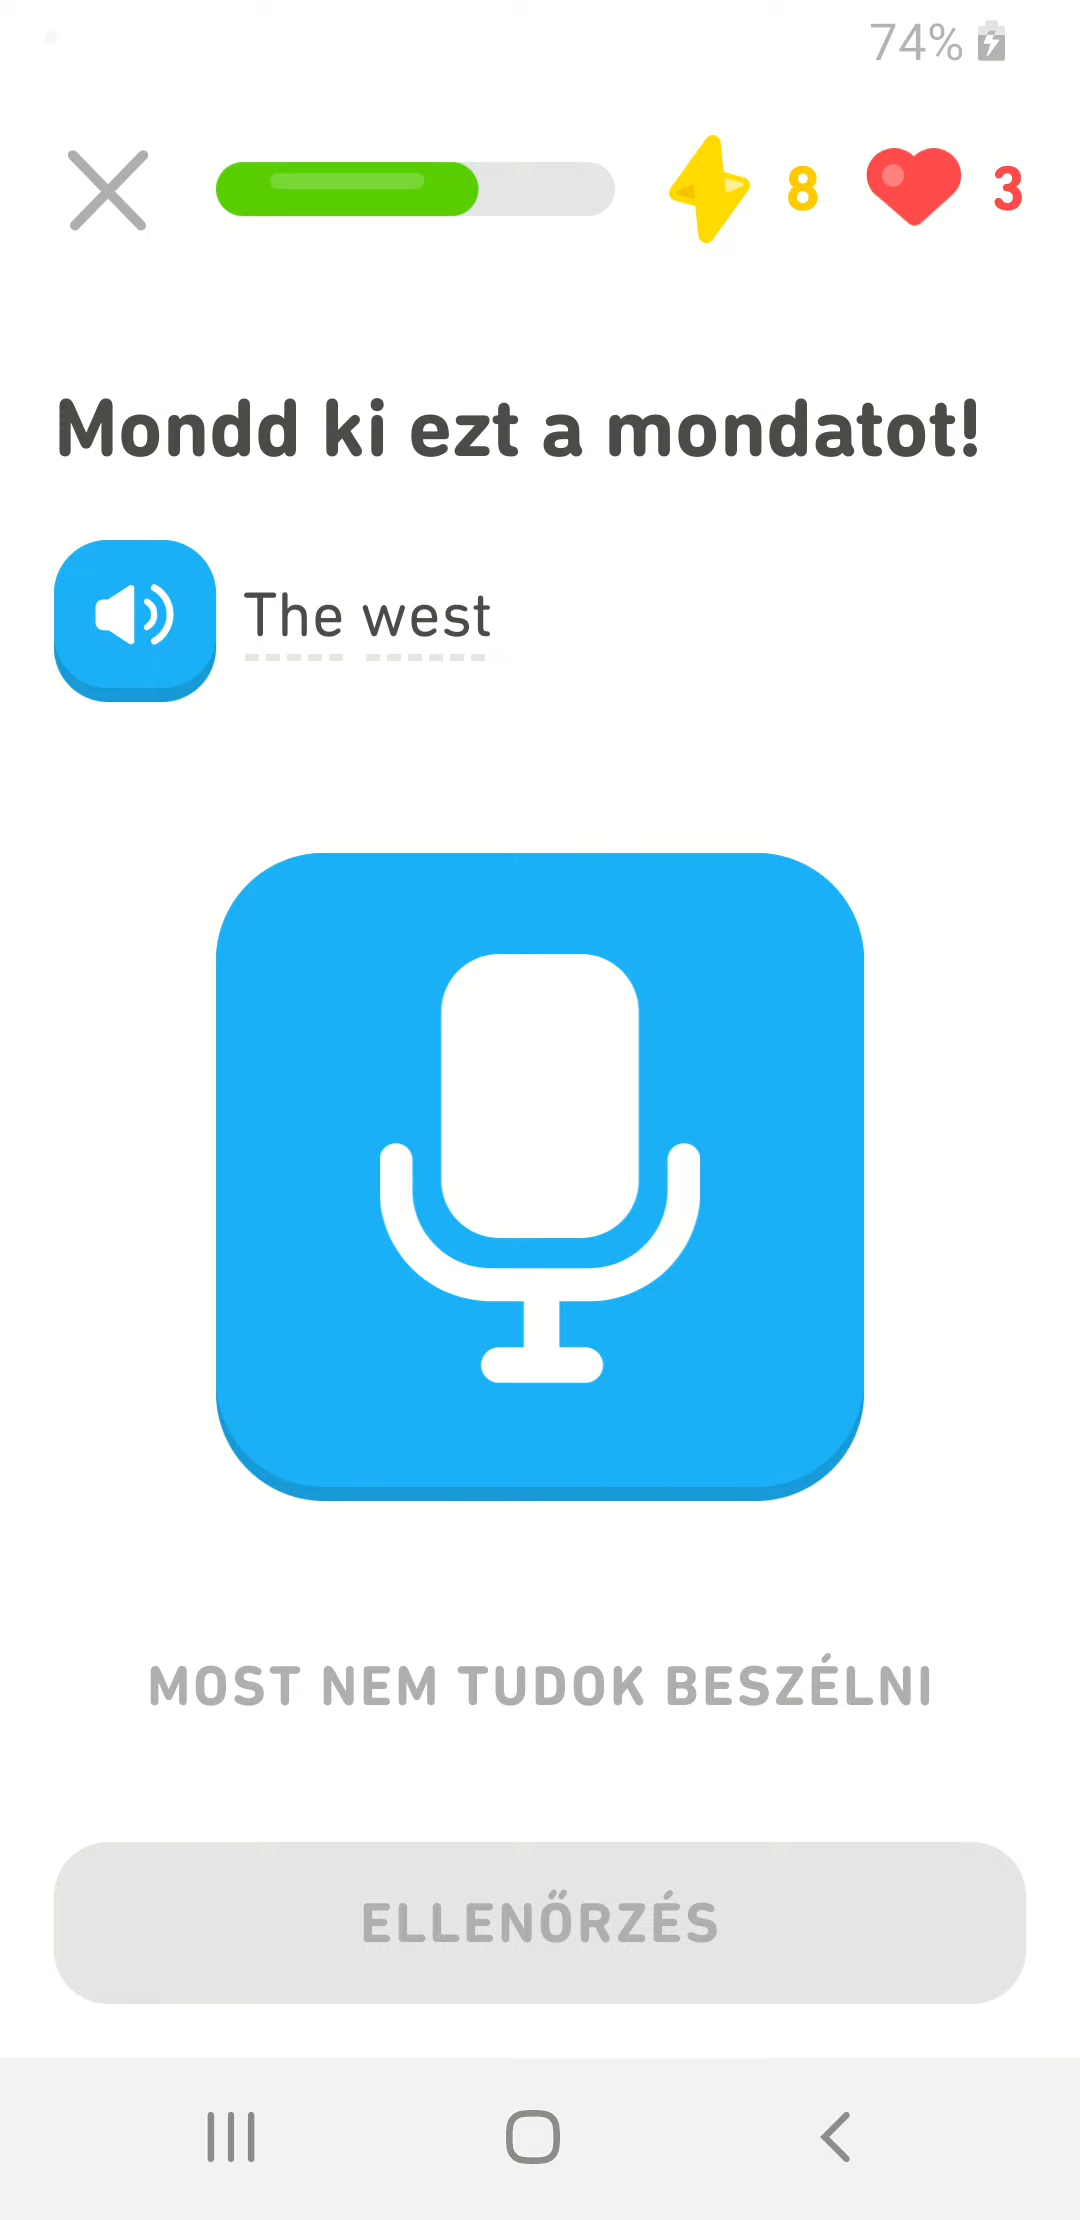 74%
8 3
Mondd ki ezt a mondatot!
The west
MOST NEM TUDOK BESZÉLNI
ELLENŐRZÉS